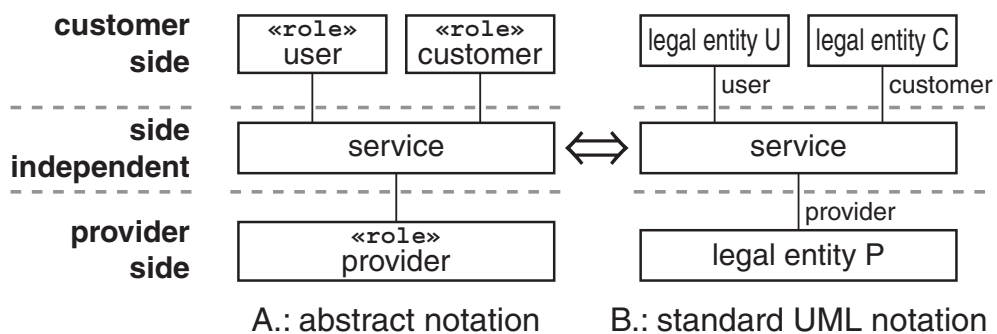 customer
side
«role»
user
«role»
customer
legal entity U
legal entity C
user
customer
side
independent
service
service
provider
provider
side
«role»
provider
legal entity P
A.: abstract notation
B.: standard UML notation